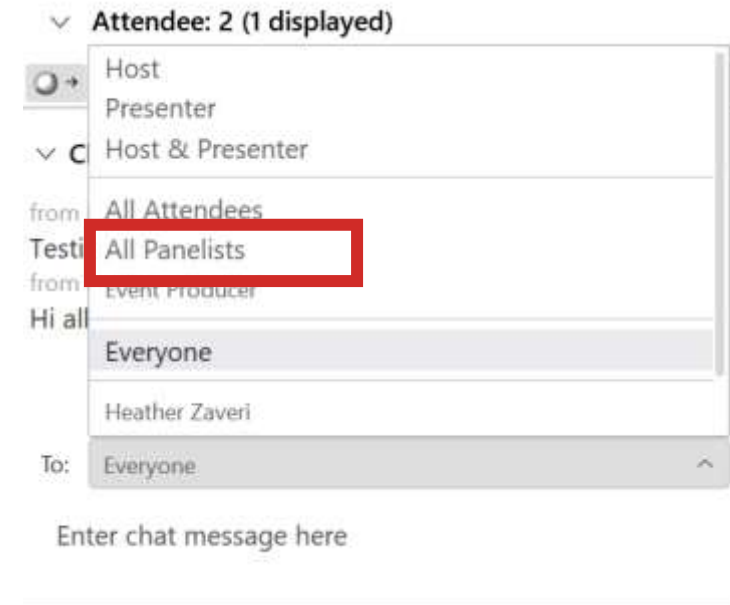 Attendee: 2 (1 displayed)
Host
Presenter
C Host & Presenter
from All Attendees
Testi All Panelists
from Event Producer
Hi all
Everyone
Heather Zaveri
To: Everyone
Enter chat message here